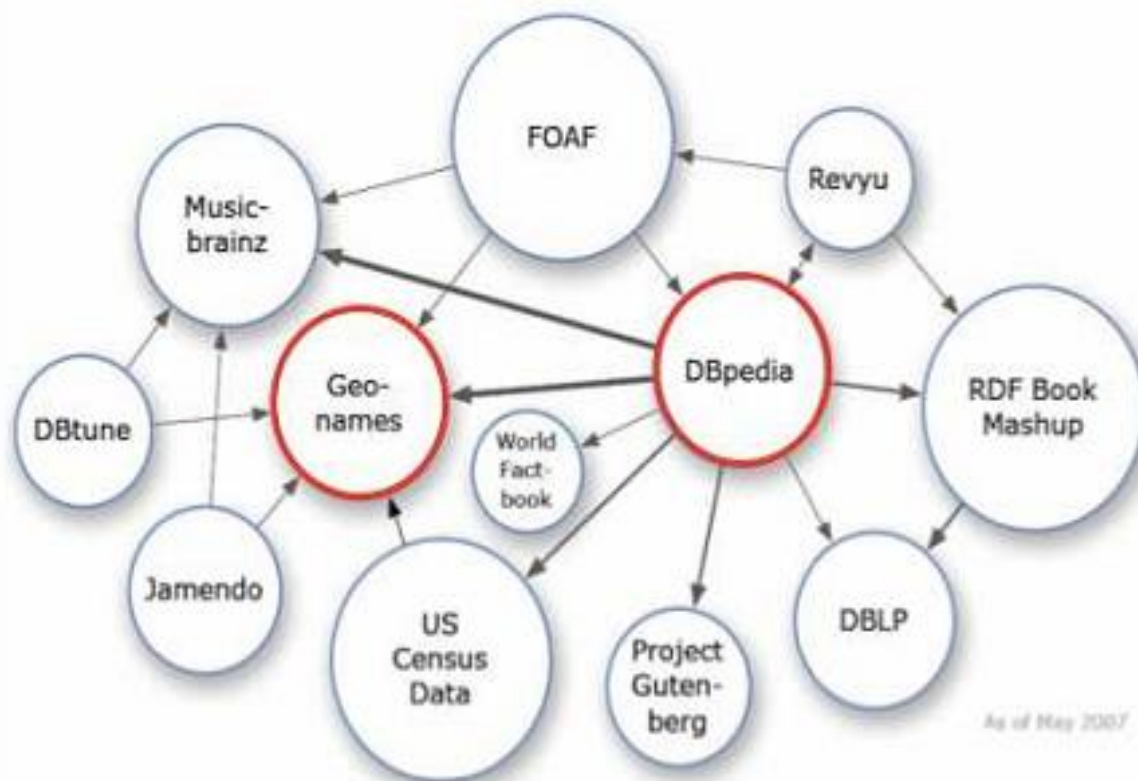 FOAF
Revyu
Music-
brainz
DBpedia
Geo-
names
RDF Book
Mashup
DBtune
World
Fact-
book
Jamendo
US
Census
Data
Project
Guten-
berg
DBLP
As of May 2007